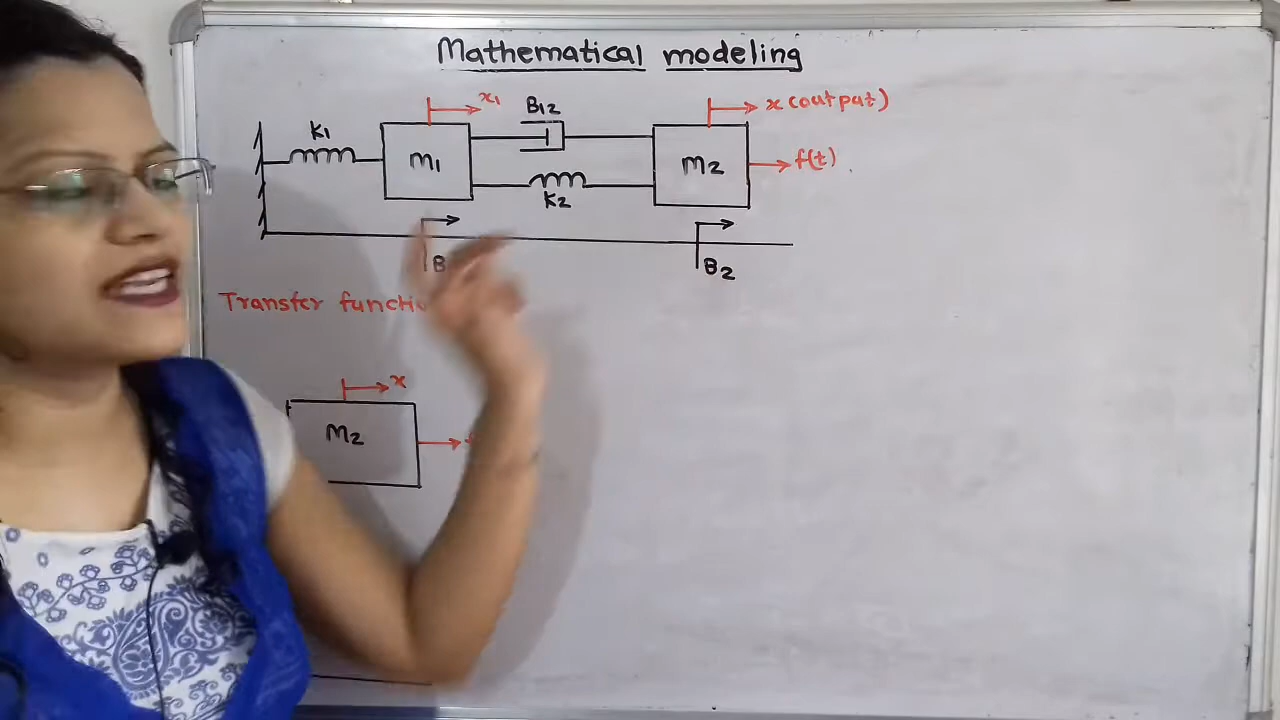 Mathematical modeling
x1 B12 x (output)
K1 M1 M2 f(t)
K2
B B2
Transfer functio
x
M2